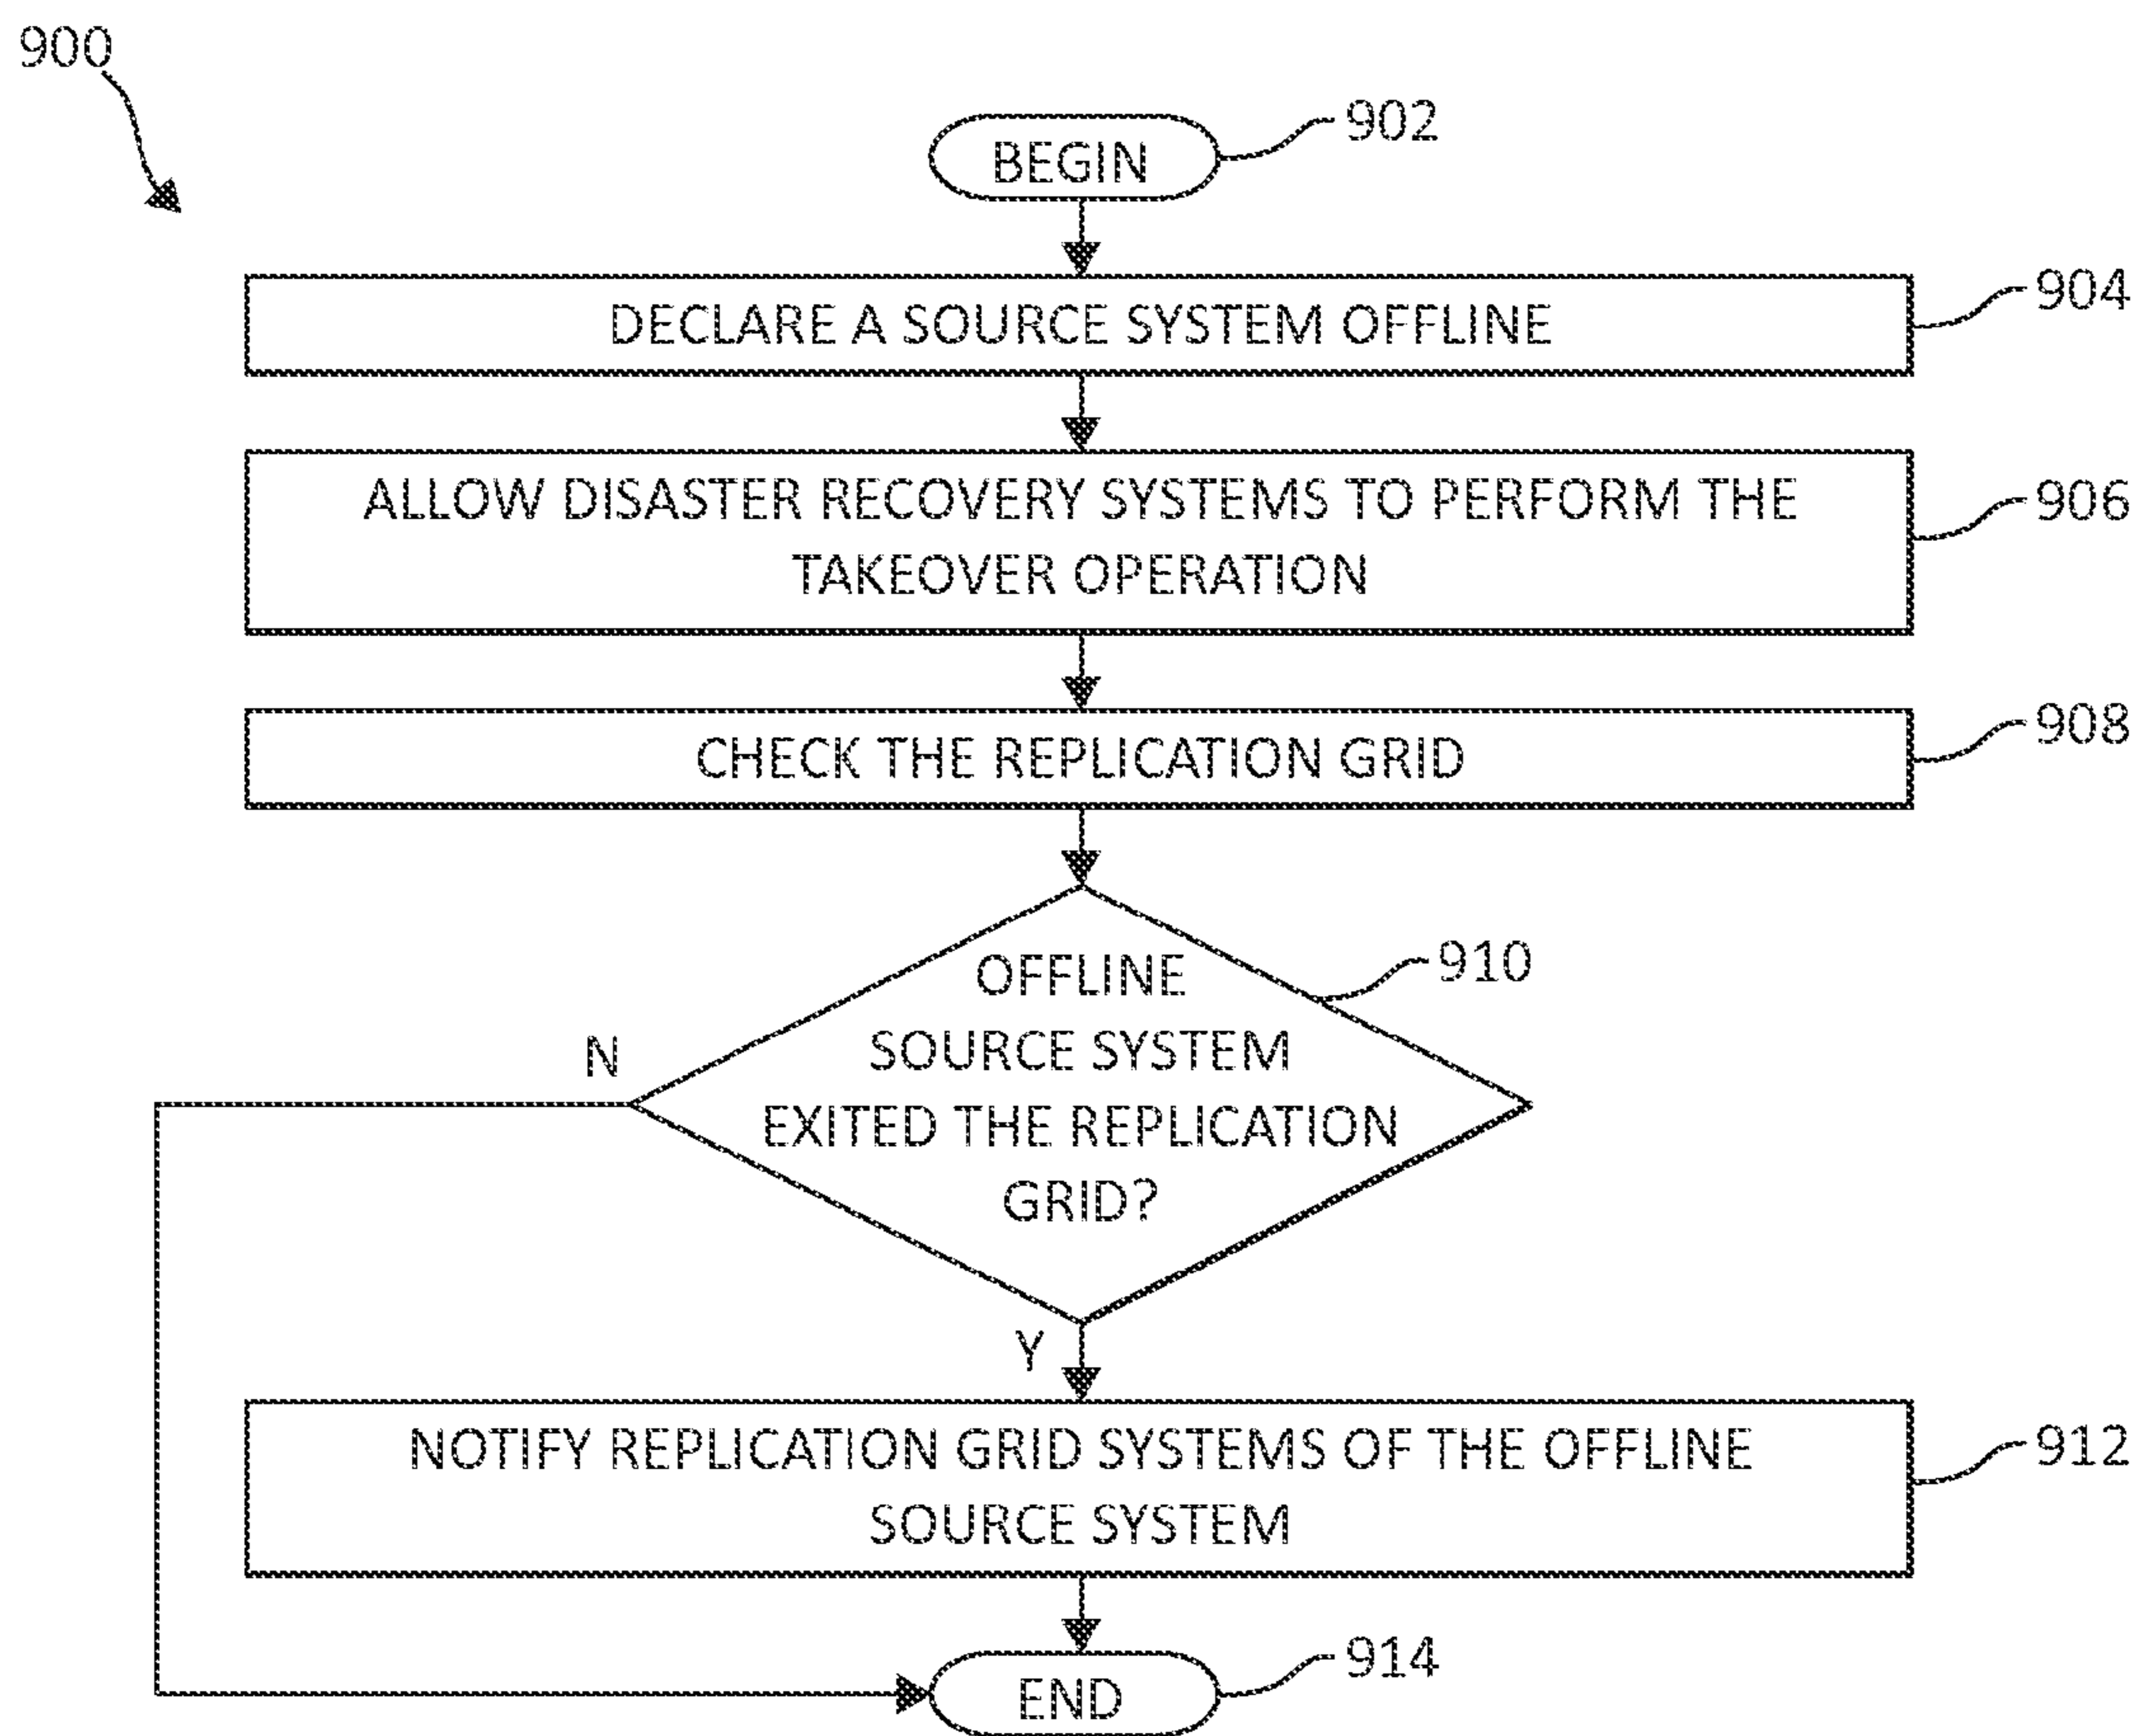 900
BEGIN
902
DECLARE A SOURCE SYSTEM OFFLINE
904
ALLOW DISASTER RECOVERY SYSTEMS TO PERFORM THE
TAKEOVER OPERATION
906
CHECK THE REPLICATION GRID
908
OFFLINE
SOURCE SYSTEM
EXITED THE REPLICATION
GRID?
910
N
Y
NOTIFY REPLICATION GRID SYSTEMS OF THE OFFLINE
SOURCE SYSTEM
912
END
914